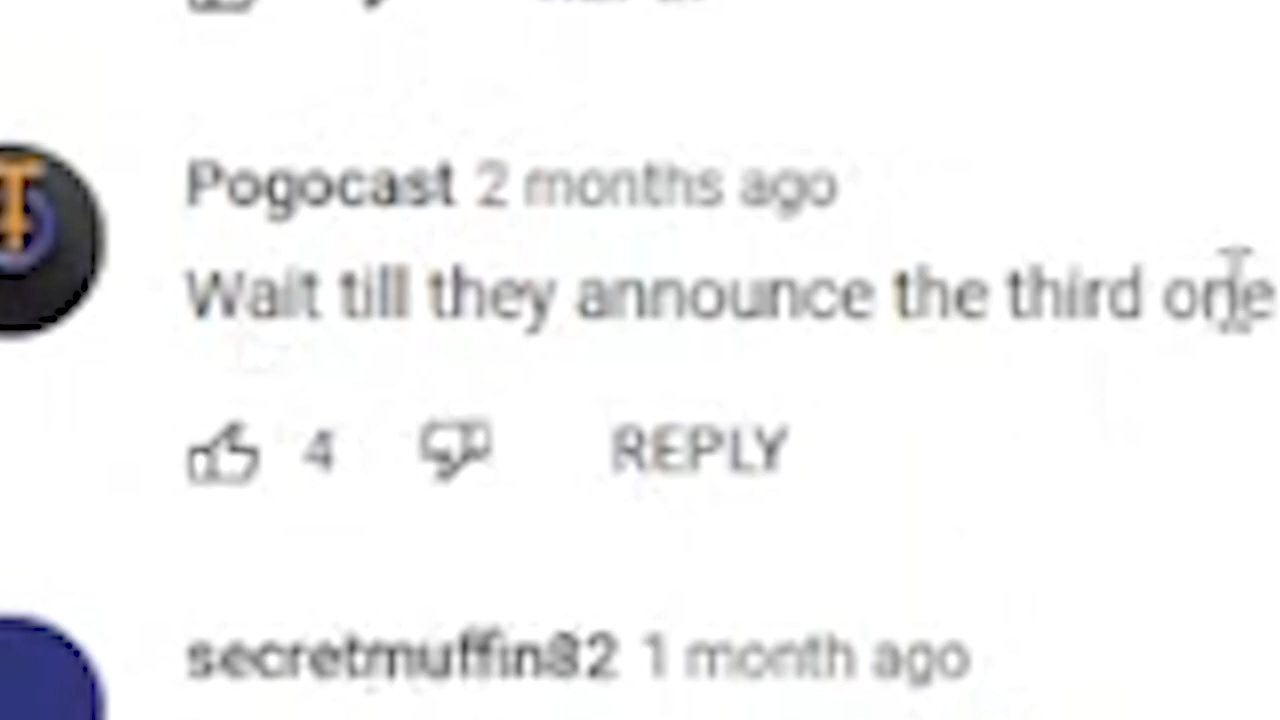 Pogocast 2 months ago
Wait till they announce the third one
4 REPLY
secretmuffin82 1 month ago